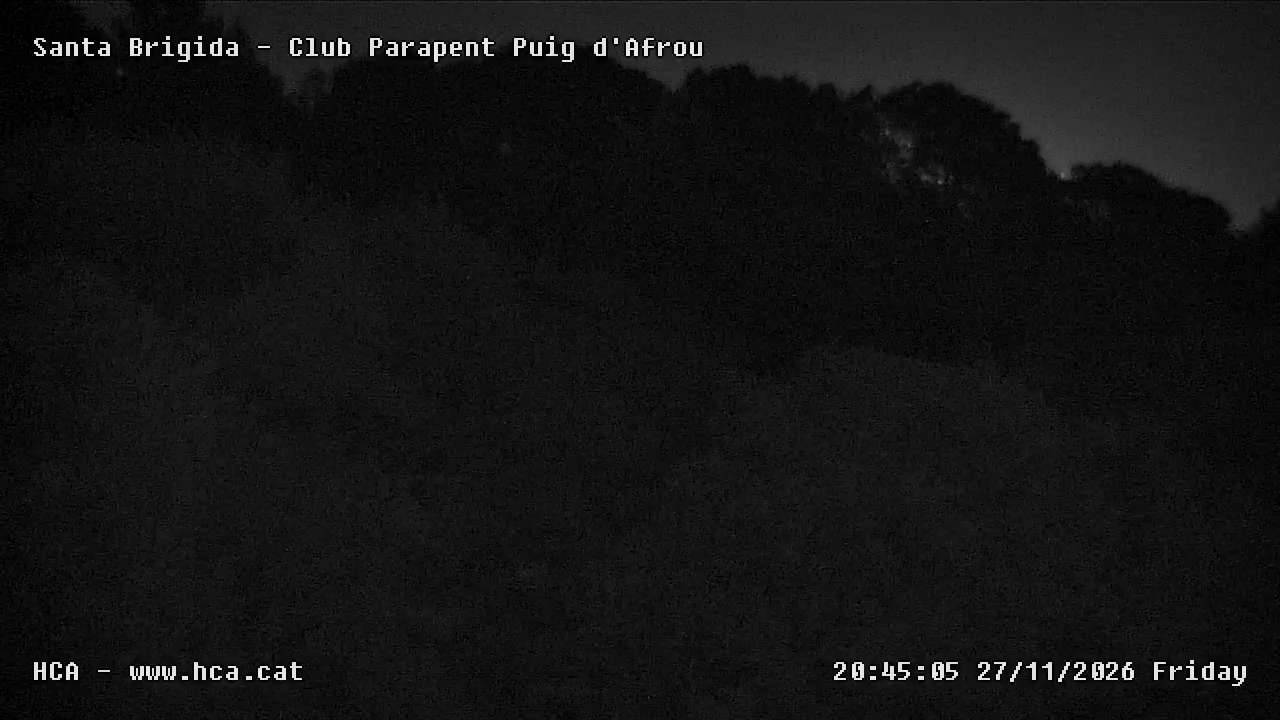 Santa Brigida - Club Parapent Puig d'Afrou
HCA - www.hca.cat
20:45:05 27/11/2026 Friday